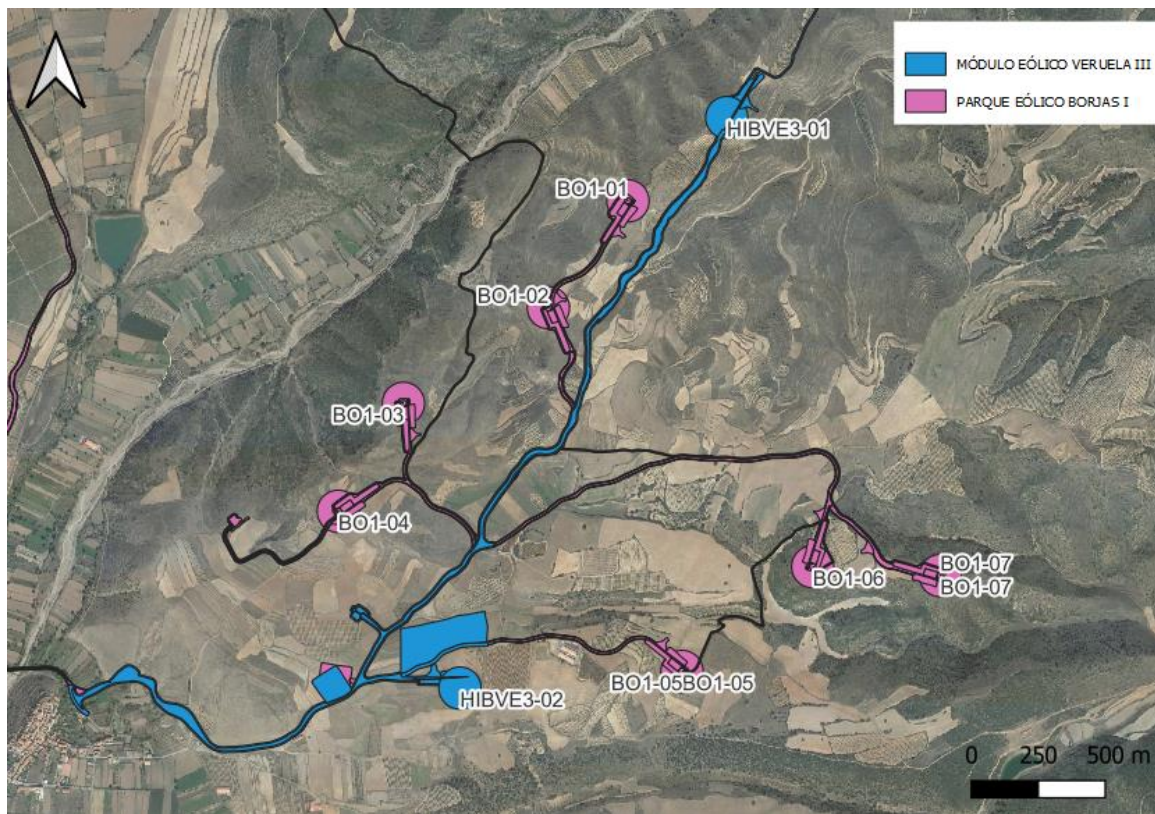 MÓDULO EÓLICO VERUELA III
PARQUE EÓLICO BORJAS I
HIBVE3-01
BO1-01
BO1-02
BO1-03
BO1-04
BO1-07
BO1-06
BO1-07
BO1-05BO1-05
HIBVE3-02
0 250 500 m